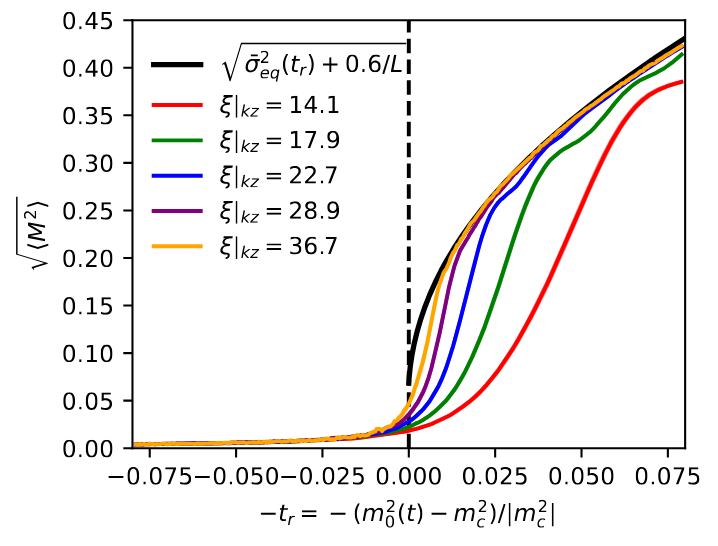 0.45
0.40
0.35
0.30
0.25
0.20
0.15
0.10
0.05
0.00
√⟨M²⟩
√σ̄²_eq(t_r) + 0.6/L
ξ|_kz = 14.1
ξ|_kz = 17.9
ξ|_kz = 22.7
ξ|_kz = 28.9
ξ|_kz = 36.7
−0.075 −0.050 −0.025 0.000 0.025 0.050 0.075
−t_r = −(m₀²(t) − m_c²)/|m_c²|